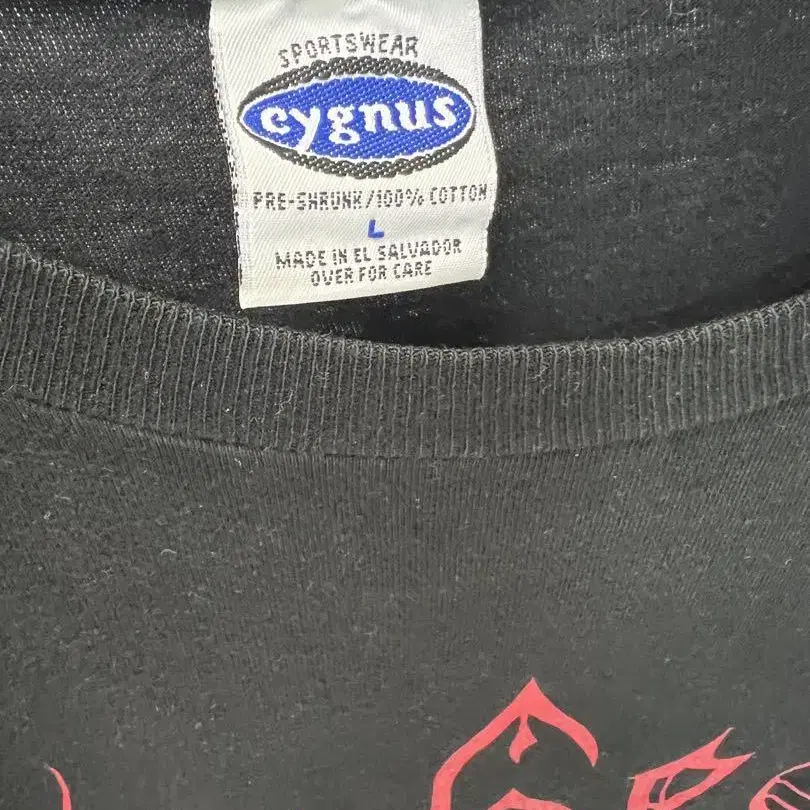 SPORTSWEAR
cygnus
PRE-SHRUNK/100% COTTON
L
MADE IN EL SALVADOR
OVER FOR CARE